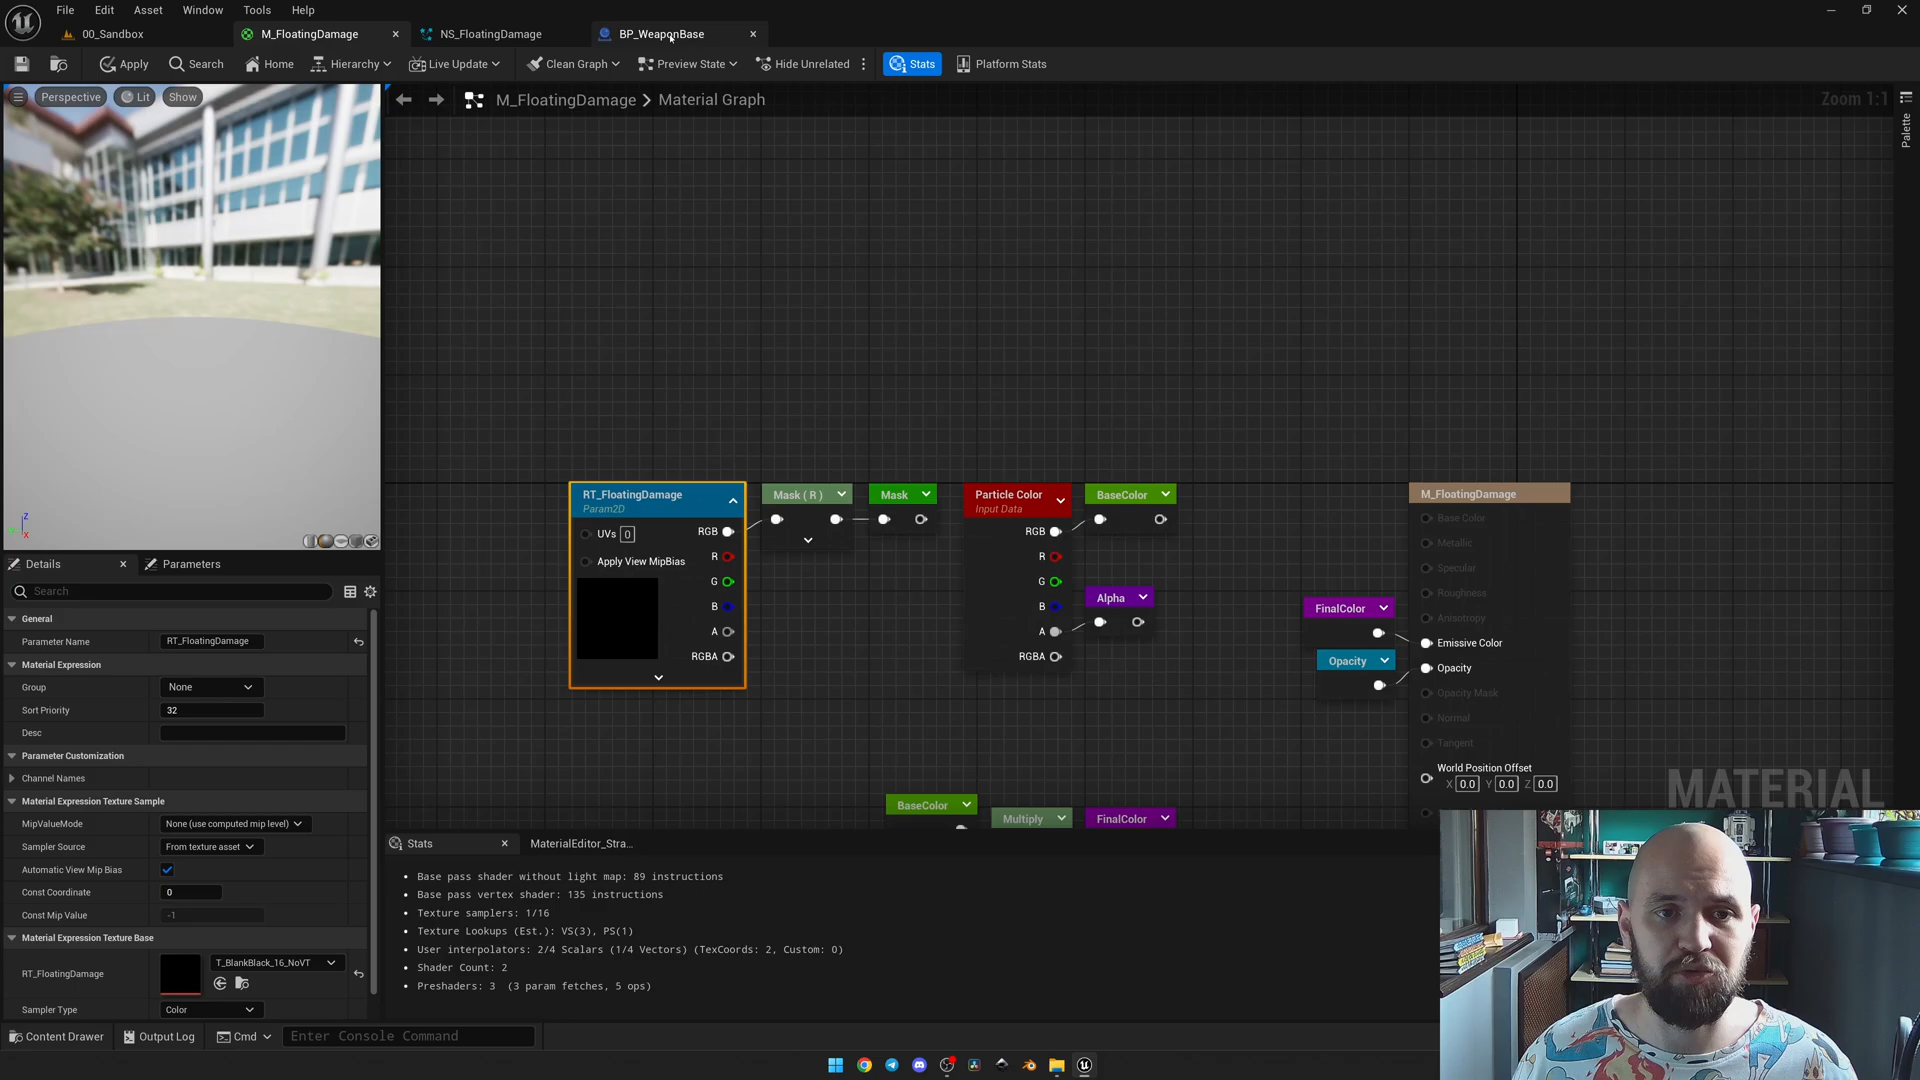 File Edit Asset Window Tools Help
00_Sandbox M_FloatingDamage NS_FloatingDamage BP_WeaponBase
Apply Search Home Hierarchy Live Update Clean Graph Preview State Hide Unrelated Stats Platform Stats
Perspective Lit Show
M_FloatingDamage > Material Graph
Zoom 1:1
Palette
RT_FloatingDamage
Param2D
UVs 0
Apply View MipBias
RGB
R
G
B
A
RGBA
Mask ( R )
Mask
Particle Color
Input Data
RGB
R
G
B
A
RGBA
BaseColor
Alpha
FinalColor
Opacity
M_FloatingDamage
Base Color
Metallic
Specular
Roughness
Anisotropy
Emissive Color
Opacity
Opacity Mask
Normal
Tangent
World Position Offset
X 0.0 Y 0.0 Z 0.0
BaseColor
Multiply
FinalColor
MATERIAL
Z
X
Details Parameters
Search
General
Parameter Name RT_FloatingDamage
Material Expression
Group None
Sort Priority 32
Desc
Parameter Customization
Channel Names
Material Expression Texture Sample
MipValueMode None (use computed mip level)
Sampler Source From texture asset
Automatic View Mip Bias
Const Coordinate 0
Const Mip Value -1
Material Expression Texture Base
RT_FloatingDamage T_BlankBlack_16_NoVT
Sampler Type Color
Stats MaterialEditor_Stra...
Base pass shader without light map: 89 instructions
Base pass vertex shader: 135 instructions
Texture samplers: 1/16
Texture Lookups (Est.): VS(3), PS(1)
User interpolators: 2/4 Scalars (1/4 Vectors) (TexCoords: 2, Custom: 0)
Shader Count: 2
Preshaders: 3 (3 param fetches, 5 ops)
Content Drawer Output Log Cmd Enter Console Command